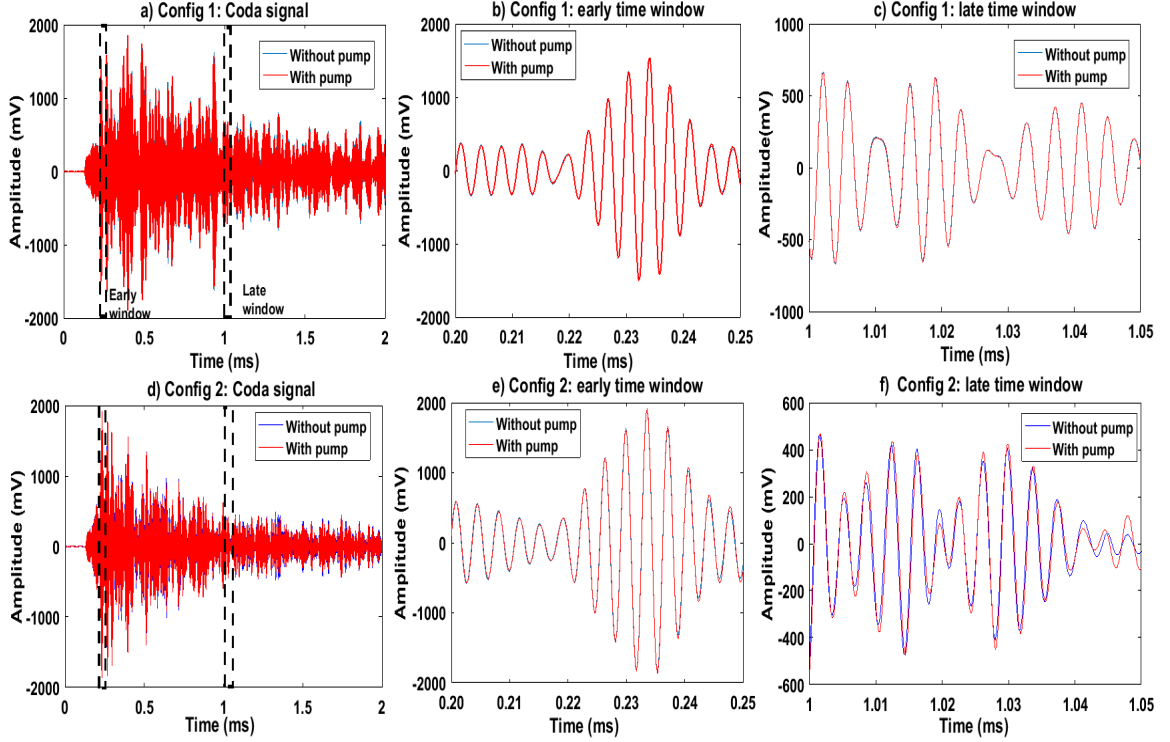 a) Config 1: Coda signal
2000
1000
0
-1000
-2000
Amplitude (mV)
Without pump
With pump
Early
window
Late
window
0
0.5
1
1.5
2
Time (ms)
b) Config 1: early time window
2000
1000
0
-1000
-2000
Amplitude (mV)
Without pump
With pump
0.20
0.21
0.22
0.23
0.24
0.25
Time (ms)
c) Config 1: late time window
1000
500
0
-500
-1000
Amplitude(mV)
Without pump
With pump
1
1.01
1.02
1.03
1.04
1.05
Time (ms)
d) Config 2: Coda signal
2000
1000
0
-1000
-2000
Amplitude (mV)
Without pump
With pump
0
0.5
1
1.5
2
Time (ms)
e) Config 2: early time window
2000
1000
0
-1000
-2000
Amplitude (mV)
Without pump
With pump
0.20
0.21
0.22
0.23
0.24
0.25
Time (ms)
f) Config 2: late time window
600
400
200
0
-200
-400
-600
Amplitude (mV)
Without pump
With pump
1
1.01
1.02
1.03
1.04
1.05
Time (ms)